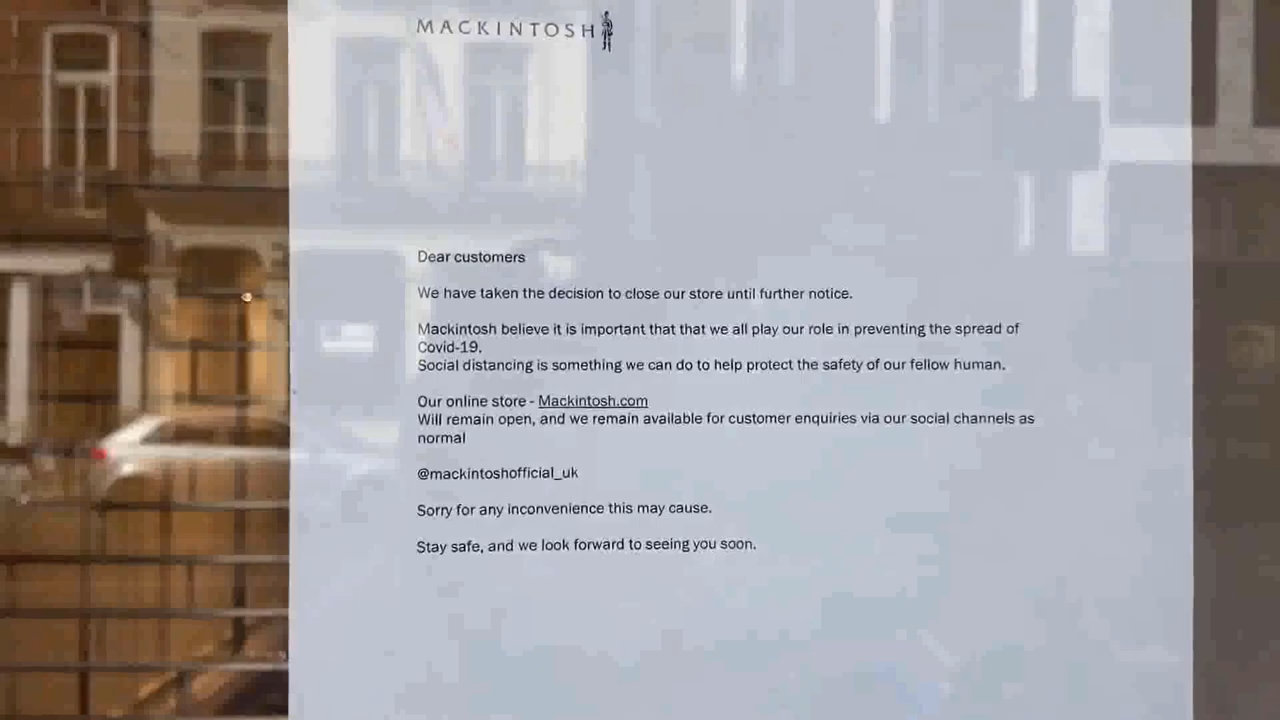 MACKINTOSH
Dear customers
We have taken the decision to close our store until further notice.
Mackintosh believe it is important that that we all play our role in preventing the spread of
Covid-19.
Social distancing is something we can do to help protect the safety of our fellow human.
Our online store - Mackintosh.com
Will remain open, and we remain available for customer enquiries via our social channels as
normal
@mackintoshofficial_uk
Sorry for any inconvenience this may cause.
Stay safe, and we look forward to seeing you soon.